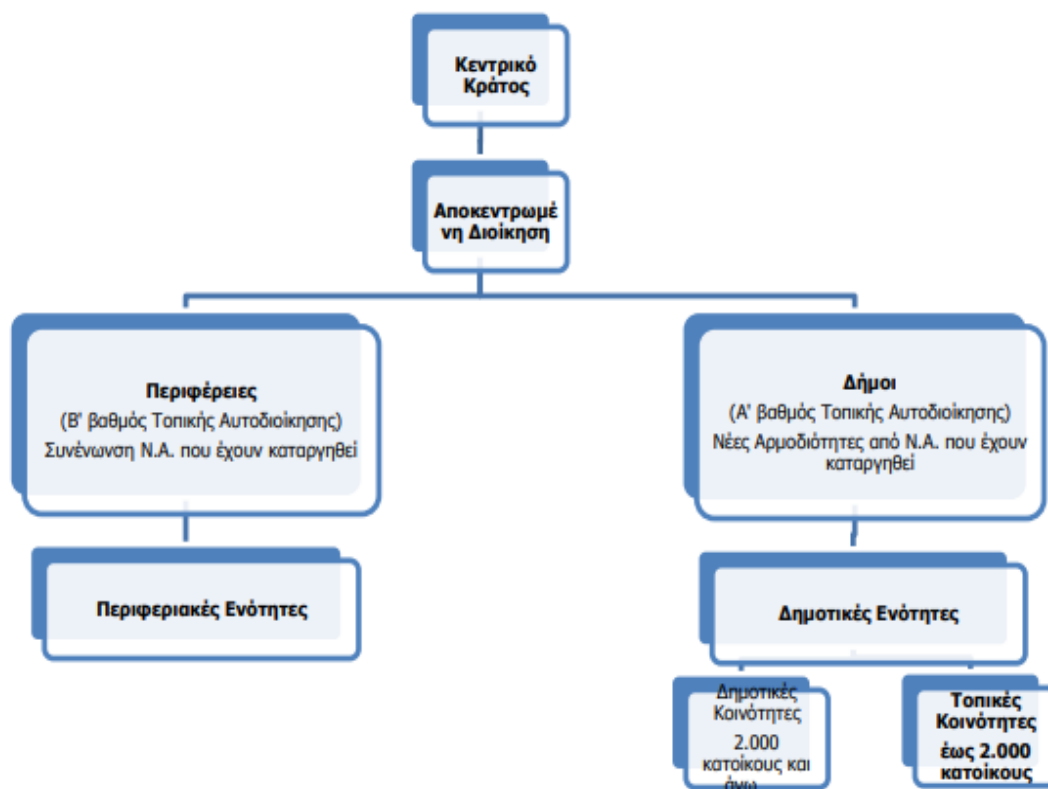 Κεντρικό
Κράτος
Αποκεντρωμέ
νη Διοίκηση
Περιφέρειες
(Β' βαθμός Τοπικής Αυτοδιοίκησης)
Συνένωση Ν.Α. που έχουν καταργηθεί
Δήμοι
(Α' βαθμός Τοπικής Αυτοδιοίκησης)
Νέες Αρμοδιότητες από Ν.Α. που έχουν
καταργηθεί
Περιφεριακές Ενότητες
Δημοτικές Ενότητες
Δημοτικές
Κοινότητες
2.000
κατοίκους και
άνω
Τοπικές
Κοινότητες
έως 2.000
κατοίκους